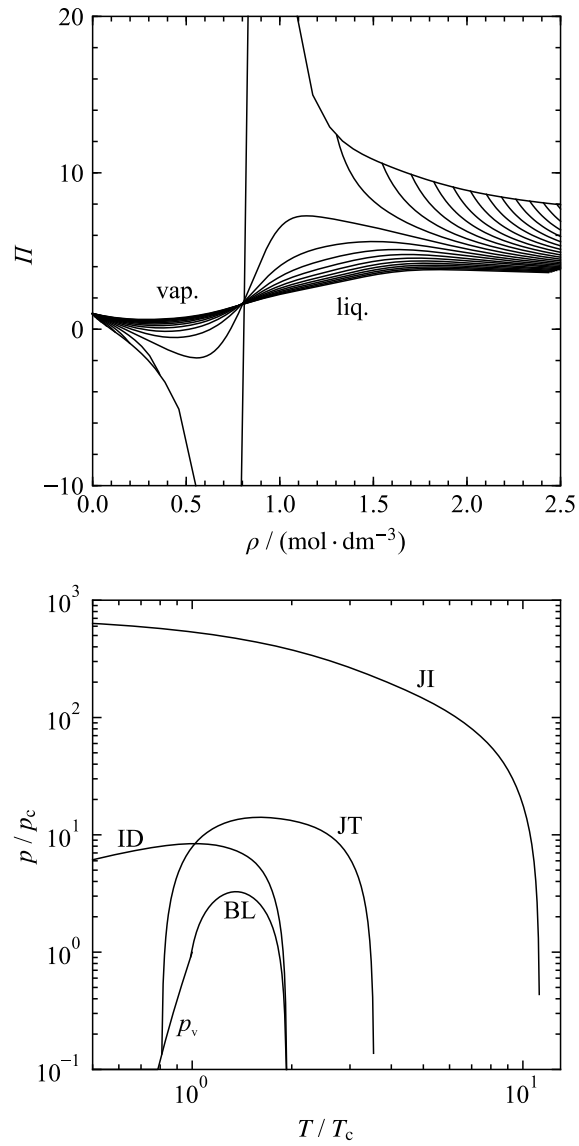 20
10
0
−10
Π
vap.
liq.
0.0 0.5 1.0 1.5 2.0 2.5
ρ / (mol · dm⁻³)
10³
10²
10¹
10⁰
10⁻¹
p / p_c
JI
ID
JT
BL
p_v
10⁰ 10¹
T / T_c